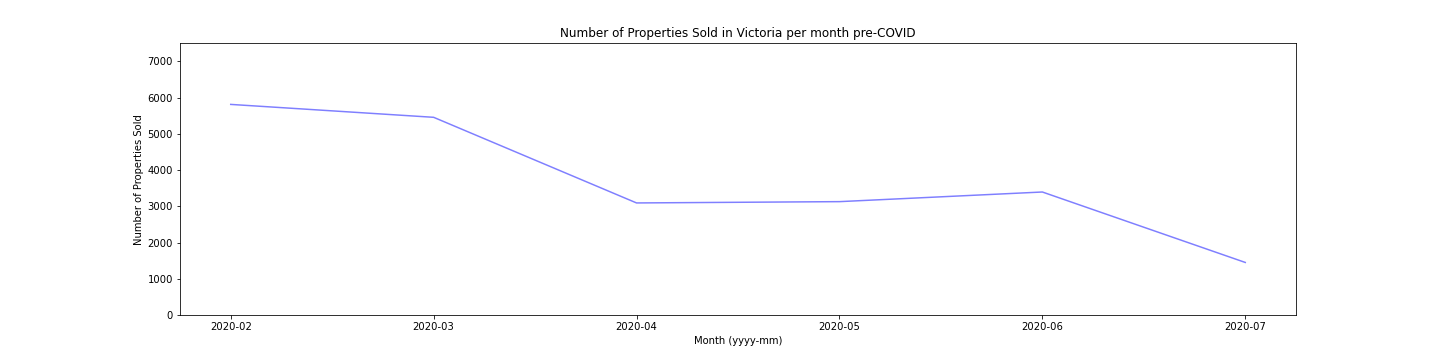 Number of Properties Sold in Victoria per month pre-COVID
7000
6000
5000
4000
3000
2000
1000
0
Number of Properties Sold
2020-02 2020-03 2020-04 2020-05 2020-06 2020-07
Month (yyyy-mm)